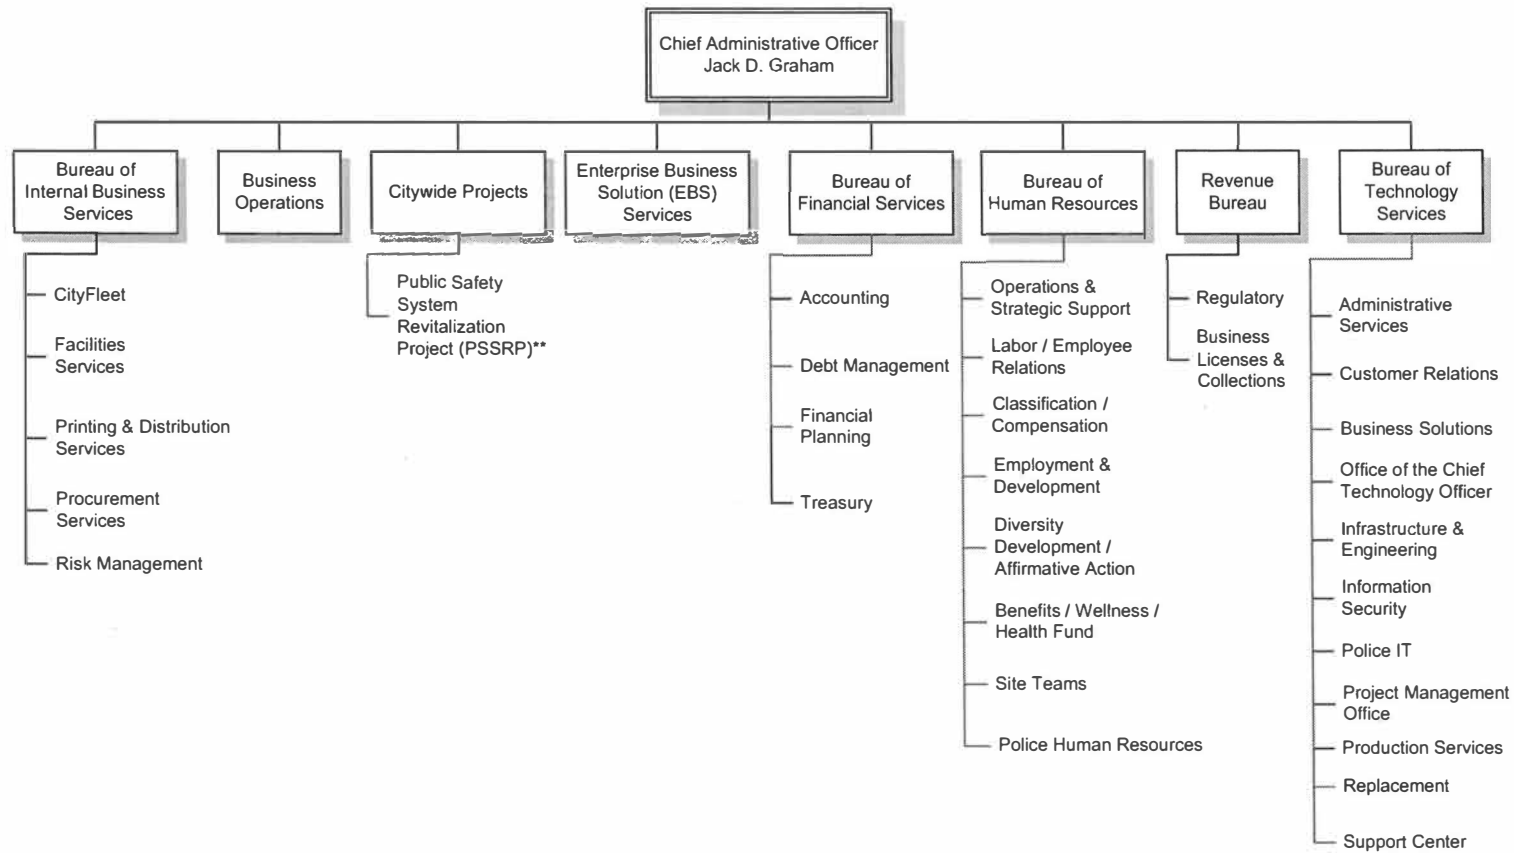 Chief Administrative Officer
Jack D. Graham
Bureau of
Internal Business
Services
Business
Operations
Citywide Projects
Enterprise Business
Solution (EBS)
Services
Bureau of
Financial Services
Bureau of
Human Resources
Revenue
Bureau
Bureau of
Technology
Services
CityFleet
Facilities
Services
Printing & Distribution
Services
Procurement
Services
Risk Management
Public Safety
System
Revitalization
Project (PSSRP)**
Accounting
Debt Management
Financial
Planning
Treasury
Operations &
Strategic Support
Labor / Employee
Relations
Classification /
Compensation
Employment &
Development
Diversity
Development /
Affirmative Action
Benefits / Wellness /
Health Fund
Site Teams
Police Human Resources
Regulatory
Business
Licenses &
Collections
Administrative
Services
Customer Relations
Business Solutions
Office of the Chief
Technology Officer
Infrastructure &
Engineering
Information
Security
Police IT
Project Management
Office
Production Services
Replacement
Support Center